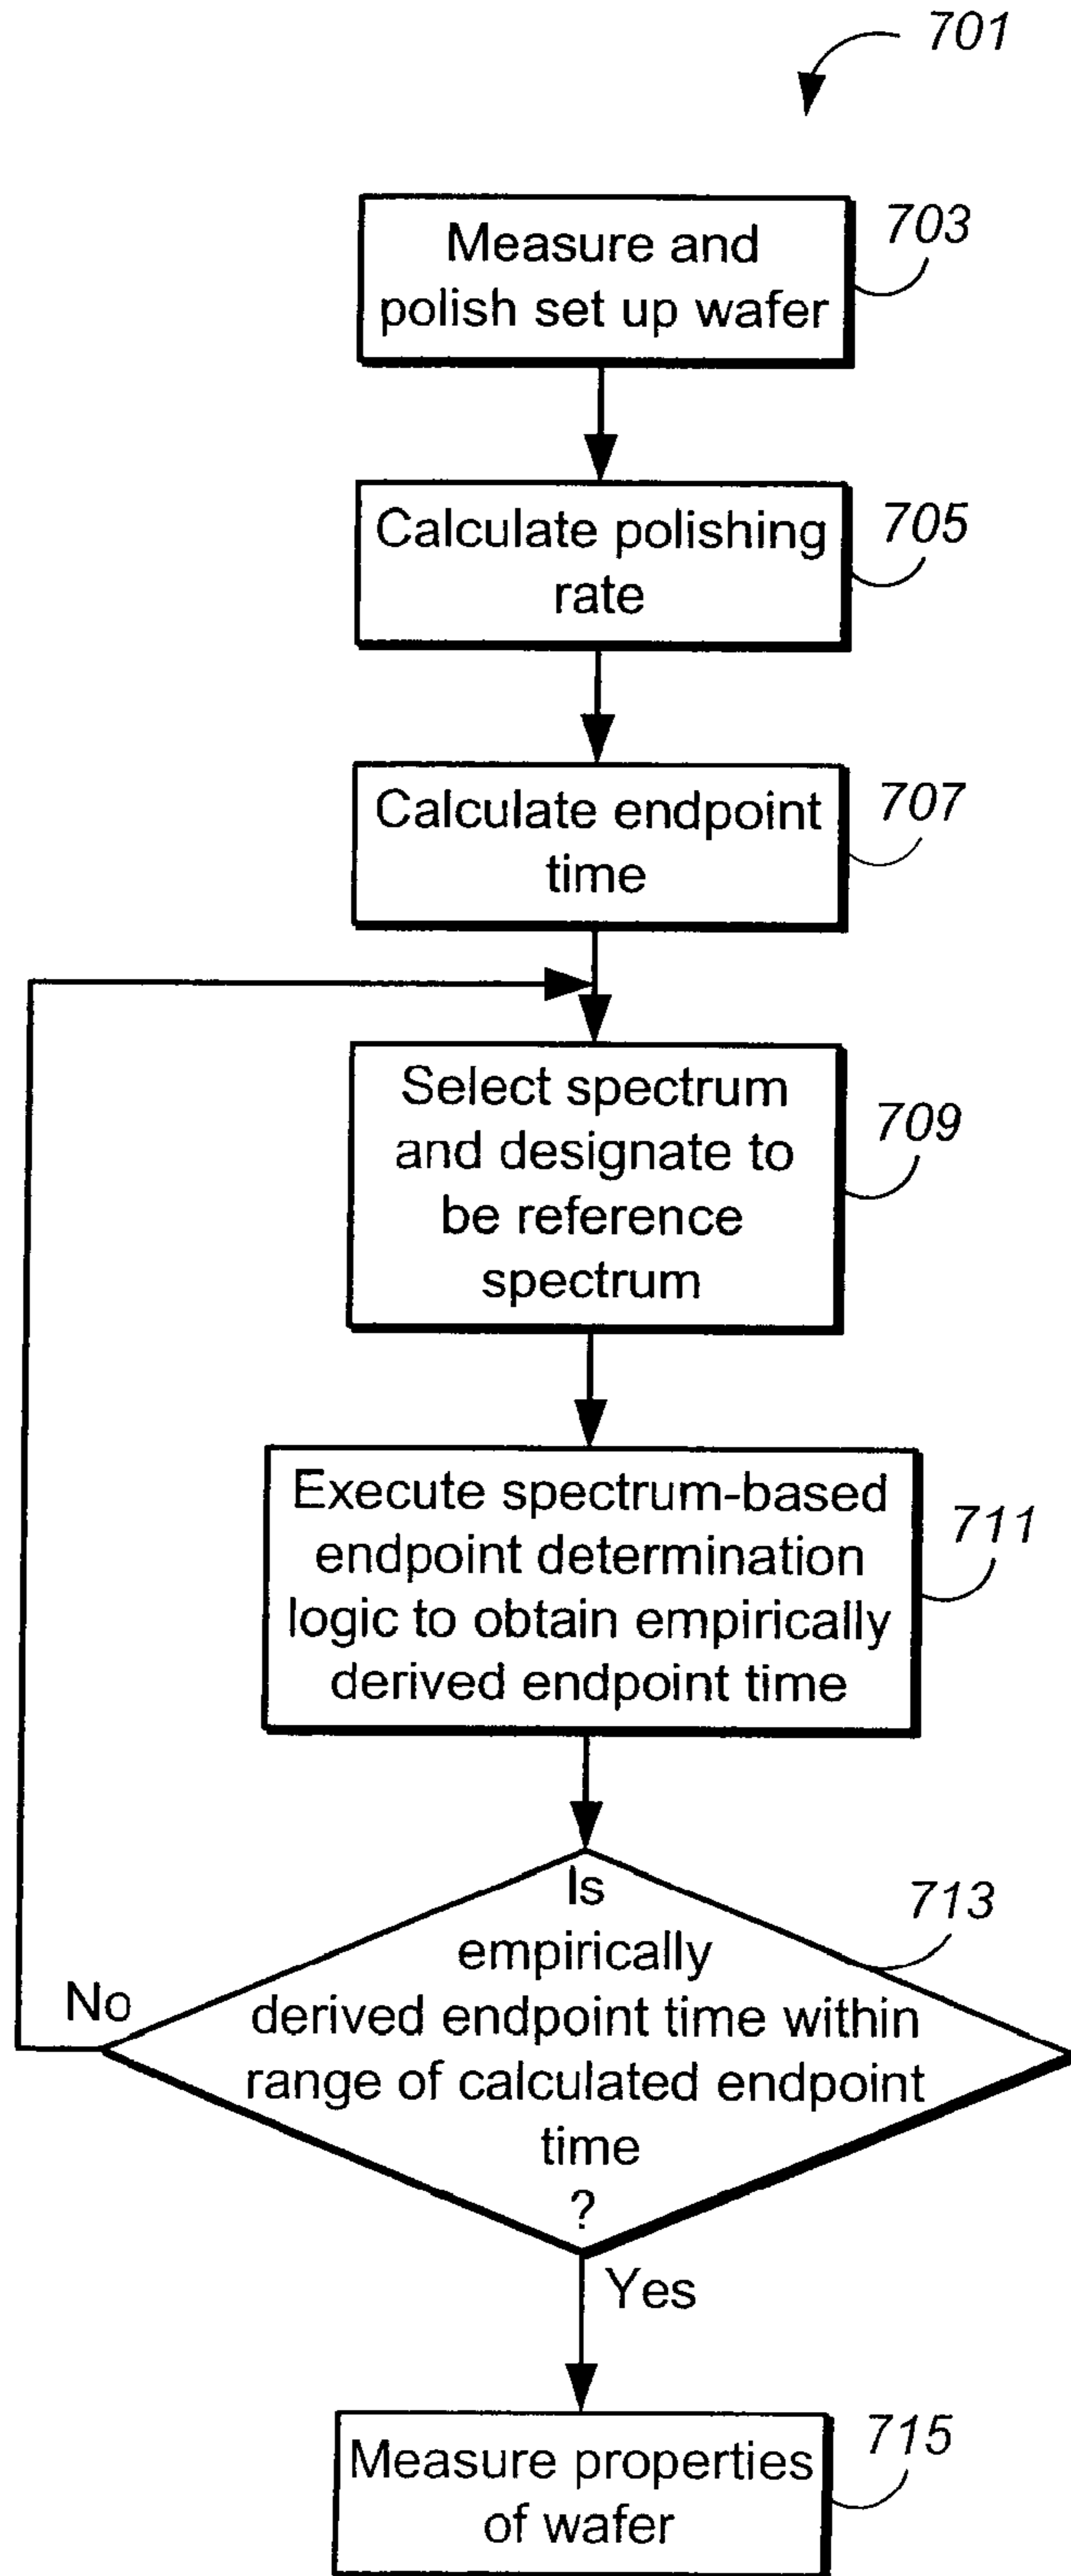 701
Measure and
polish set up wafer
703
Calculate polishing
rate
705
Calculate endpoint
time
707
Select spectrum
and designate to
be reference
spectrum
709
Execute spectrum-based
endpoint determination
logic to obtain empirically
derived endpoint time
711
Is
empirically
derived endpoint time within
range of calculated endpoint
time
?
713
No
Yes
Measure properties
of wafer
715